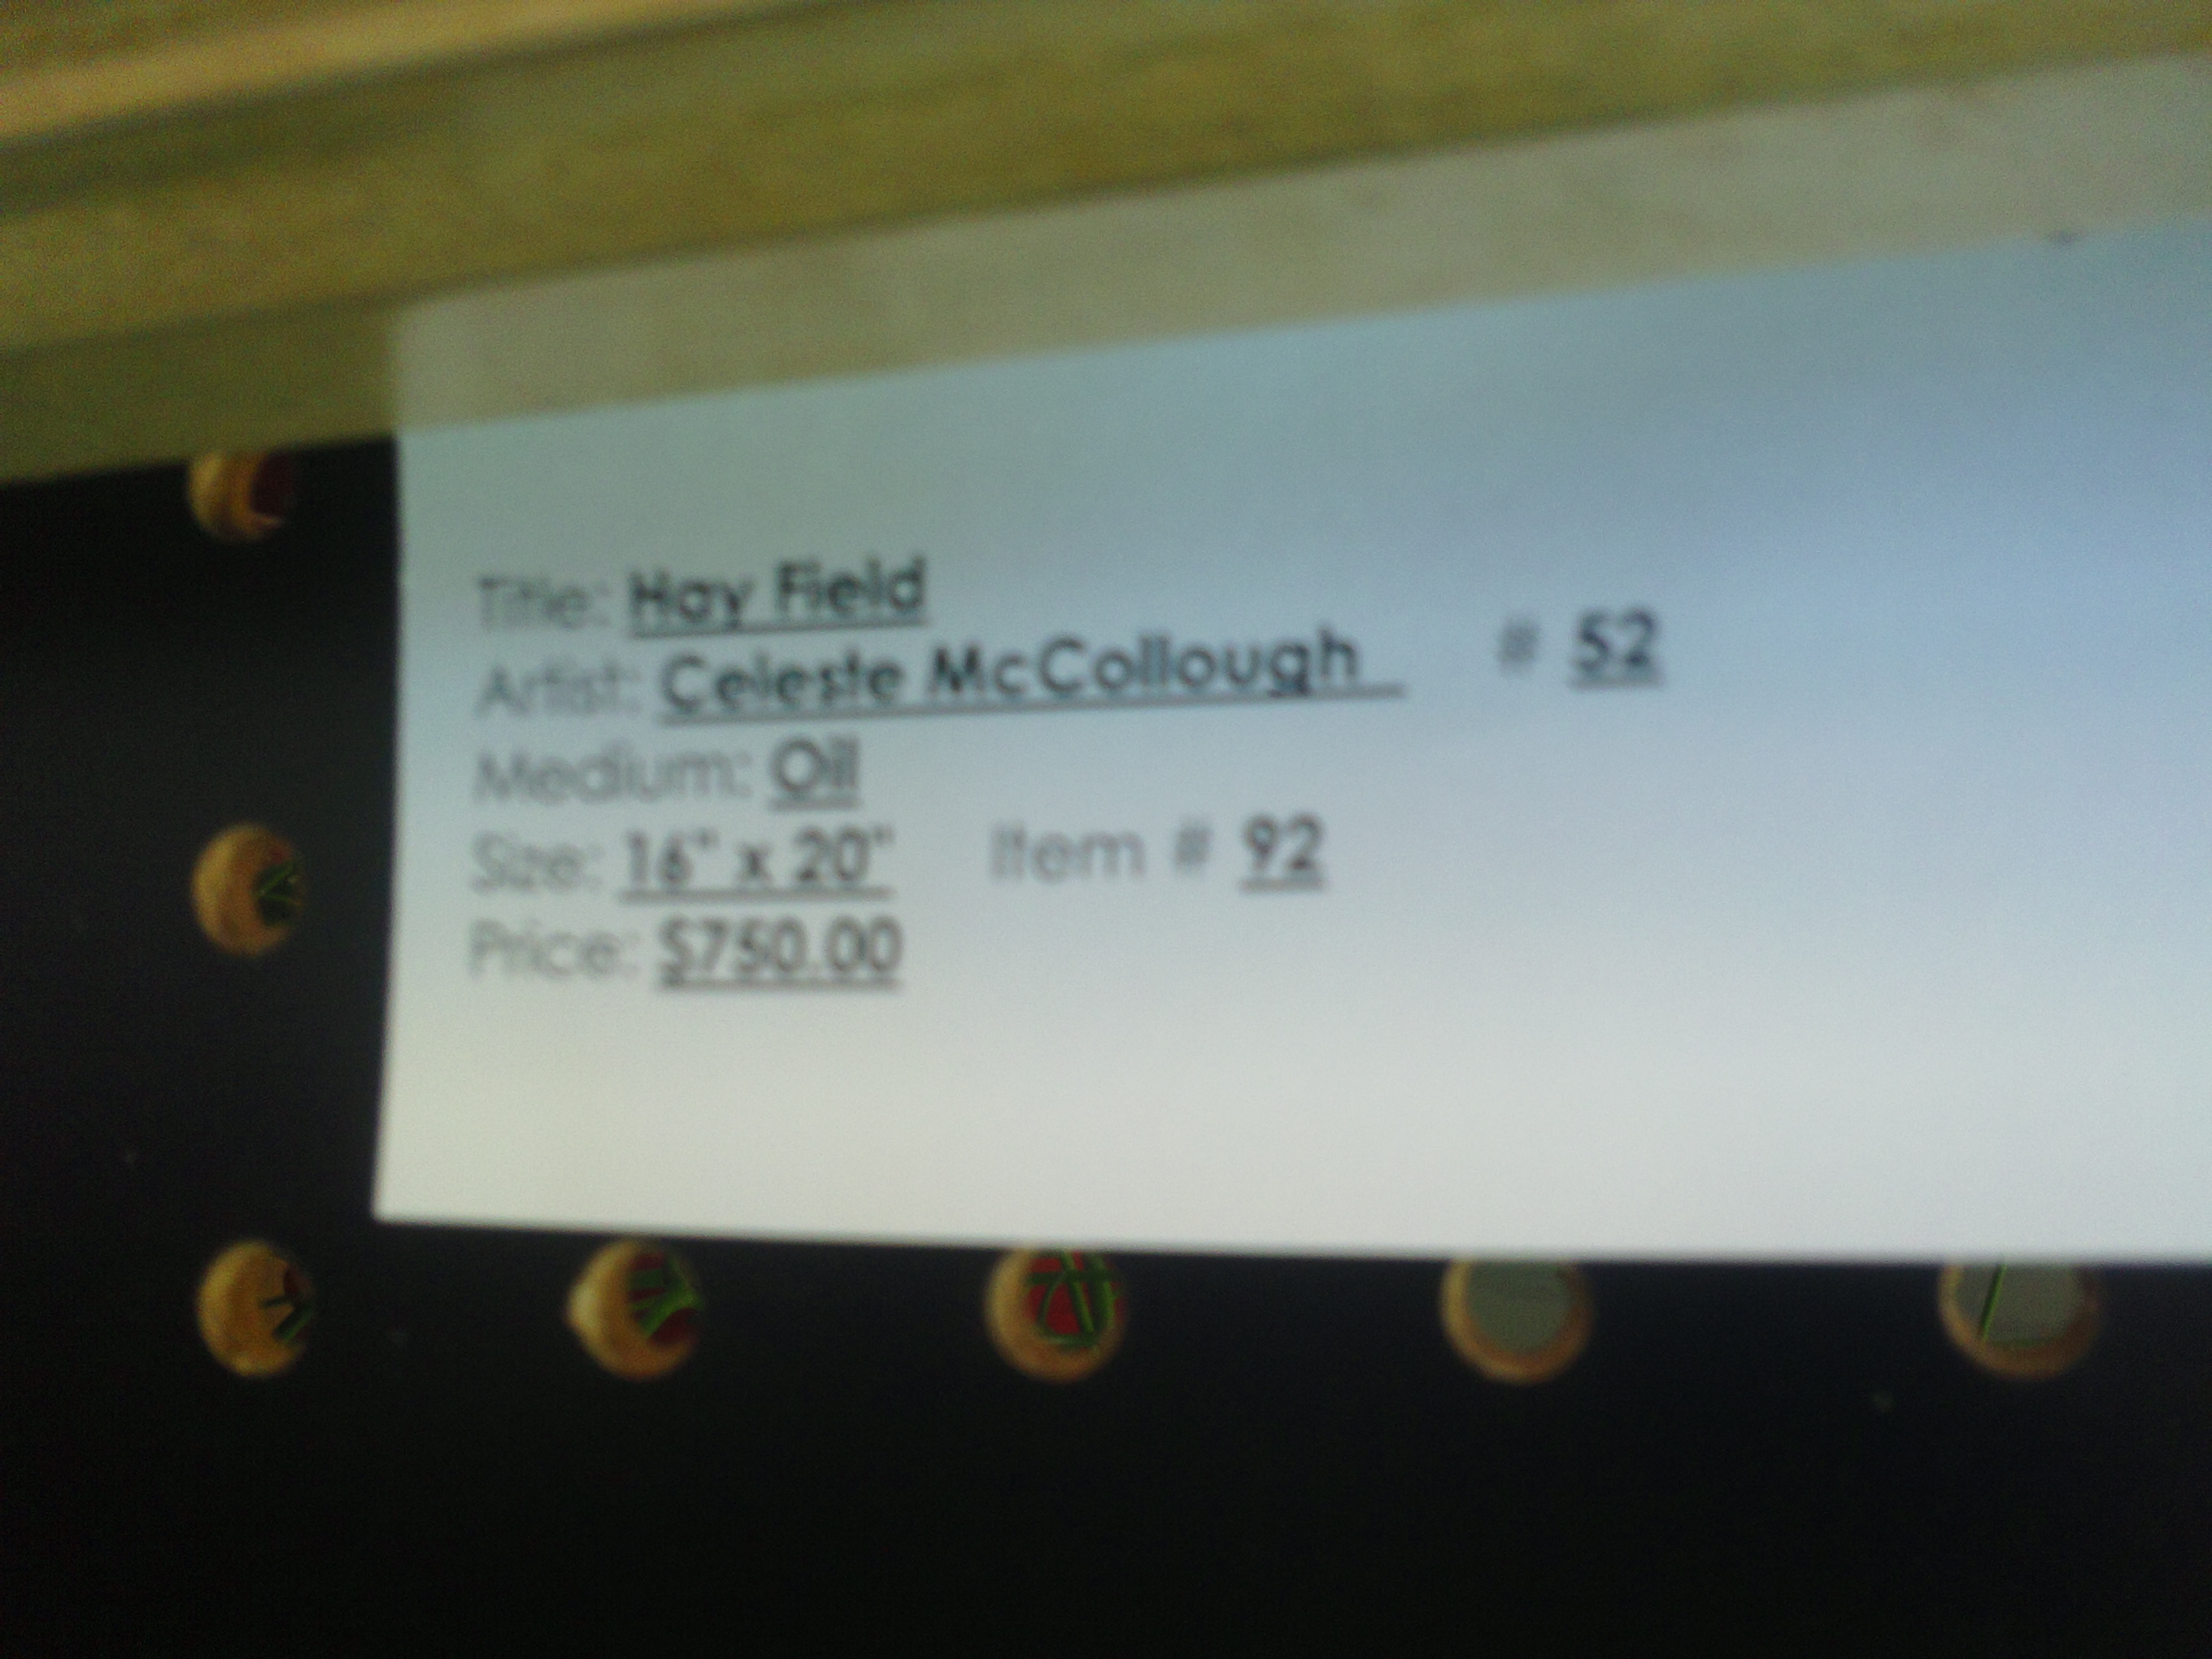 Title: Hay Field
Artist: Celeste McCollough # 52
Medium: Oil
Size: 16" x 20" Item # 92
Price: $750.00